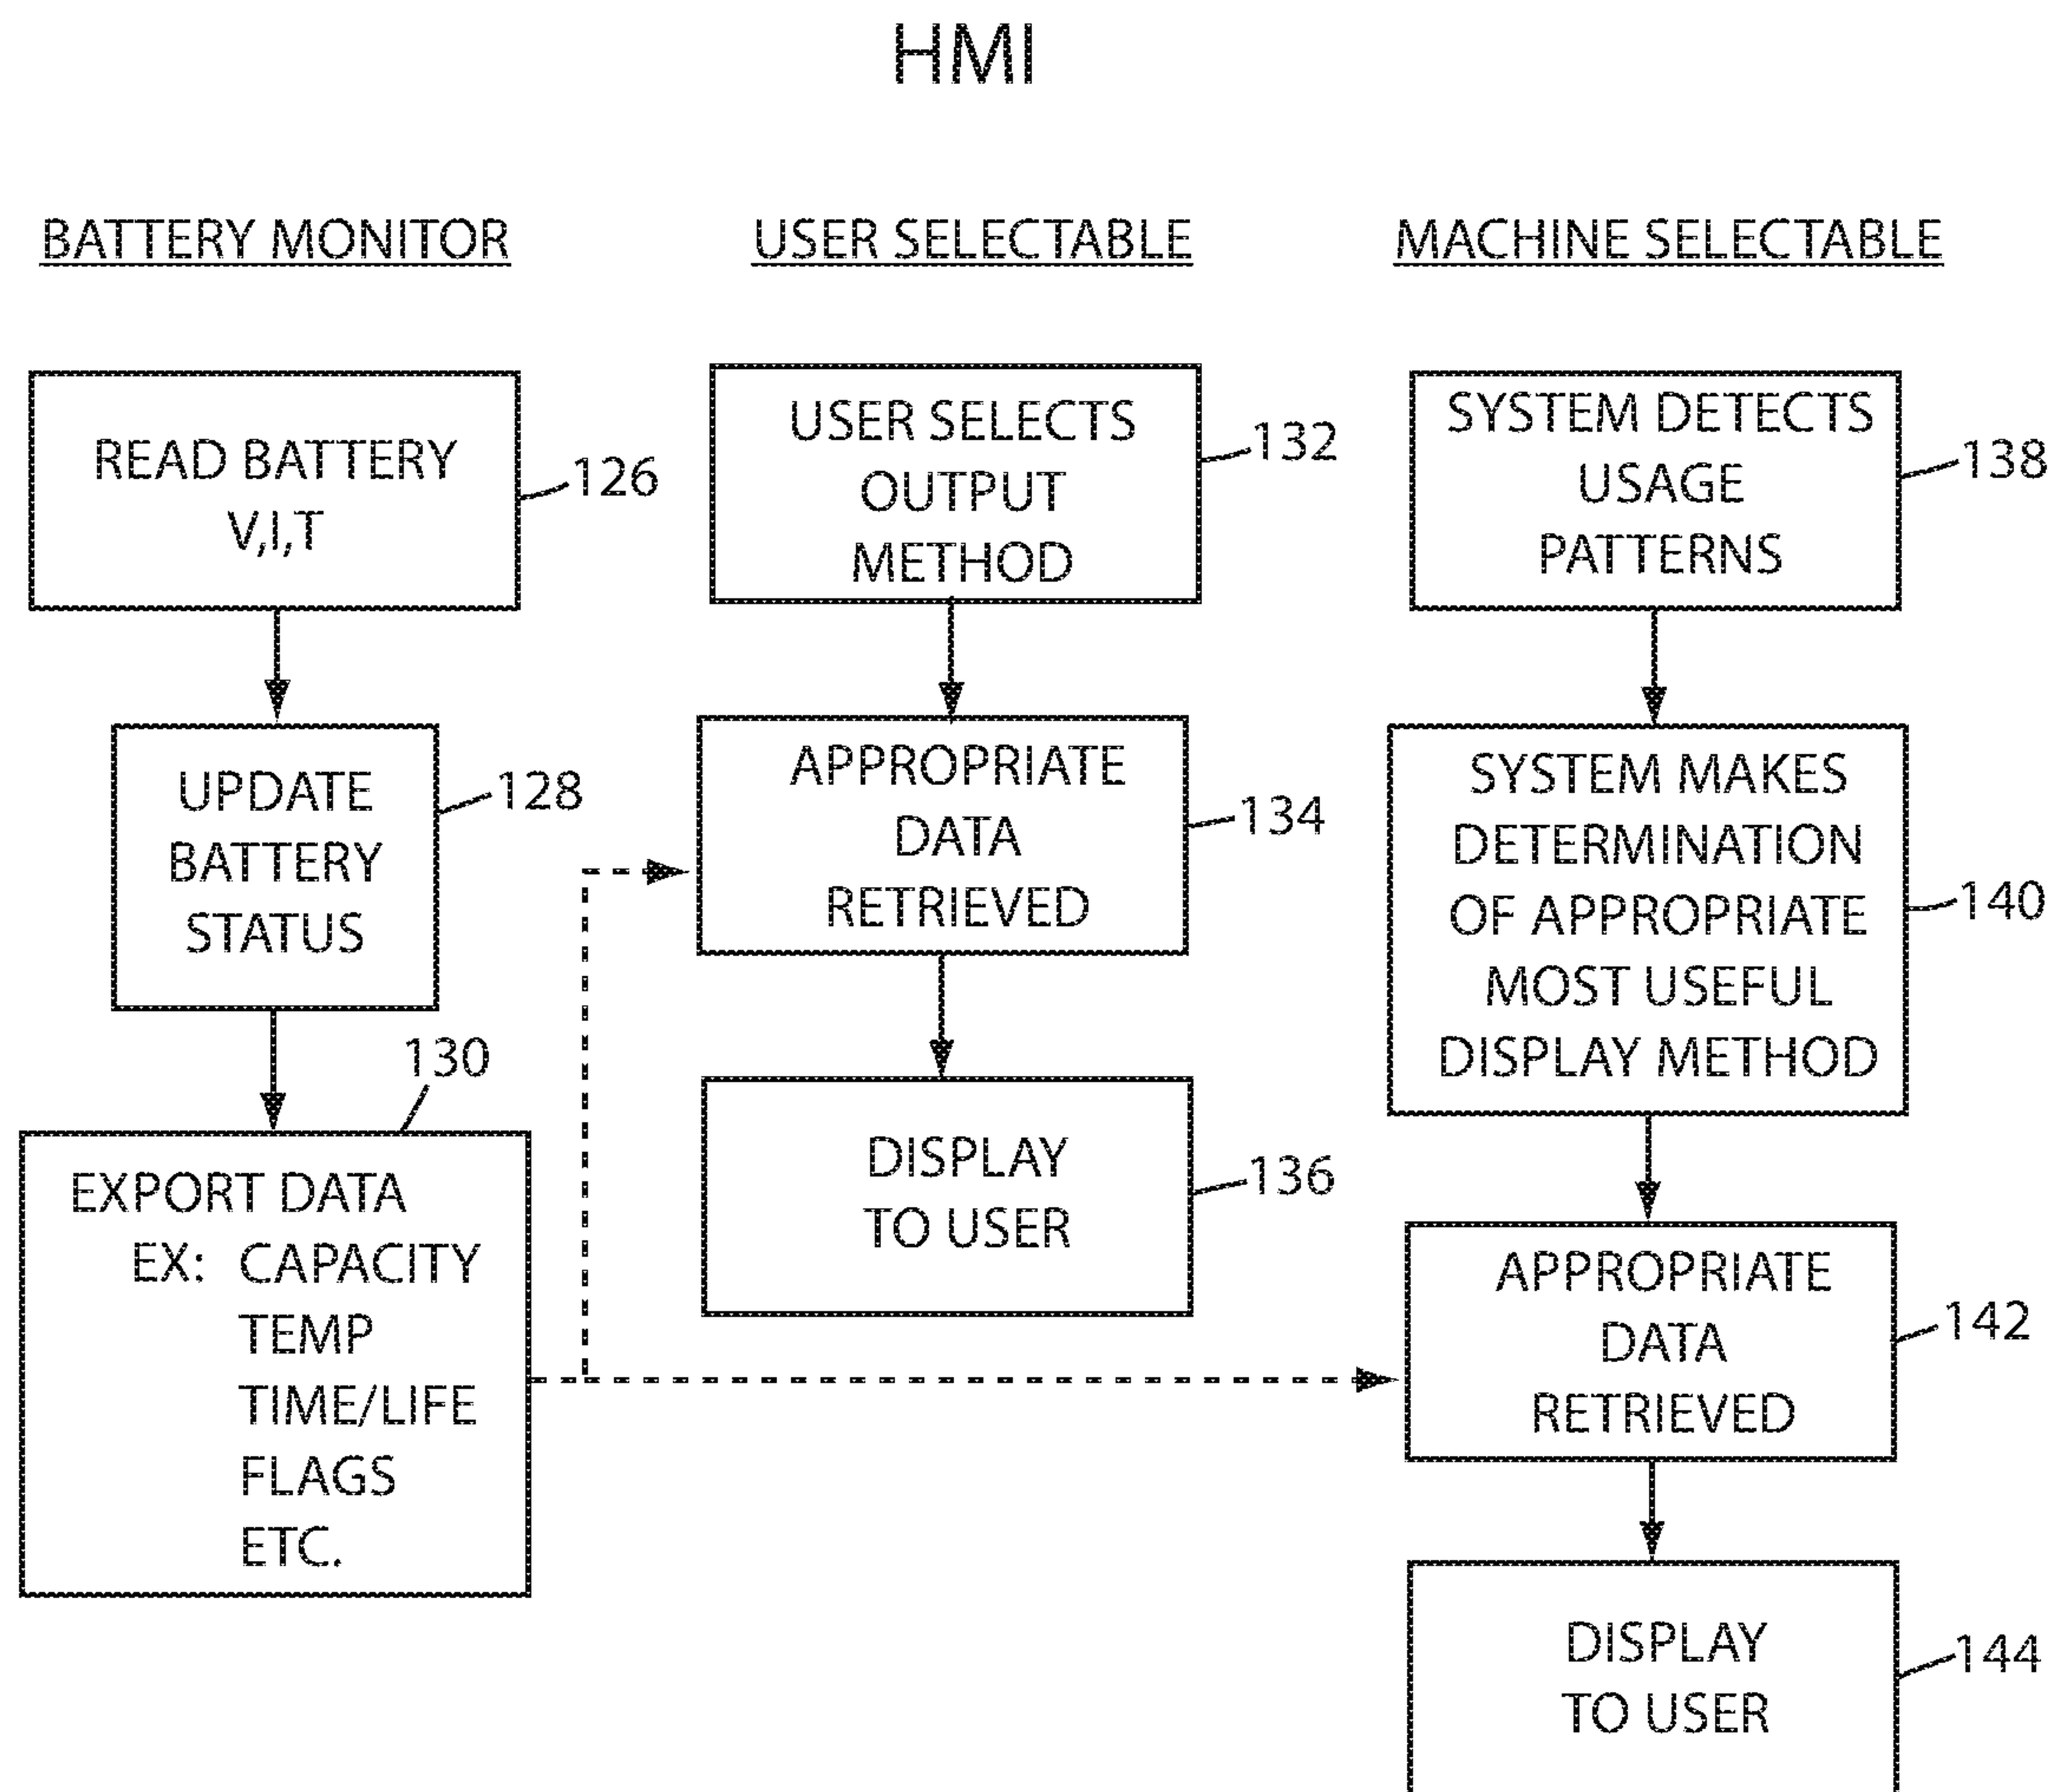 HMI
BATTERY MONITOR
READ BATTERY
V,I,T
126
UPDATE
BATTERY
STATUS
128
130
EXPORT DATA
EX: CAPACITY
TEMP
TIME/LIFE
FLAGS
ETC.
USER SELECTABLE
USER SELECTS
OUTPUT
METHOD
132
APPROPRIATE
DATA
RETRIEVED
134
DISPLAY
TO USER
136
MACHINE SELECTABLE
SYSTEM DETECTS
USAGE
PATTERNS
138
SYSTEM MAKES
DETERMINATION
OF APPROPRIATE
MOST USEFUL
DISPLAY METHOD
140
APPROPRIATE
DATA
RETRIEVED
142
DISPLAY
TO USER
144